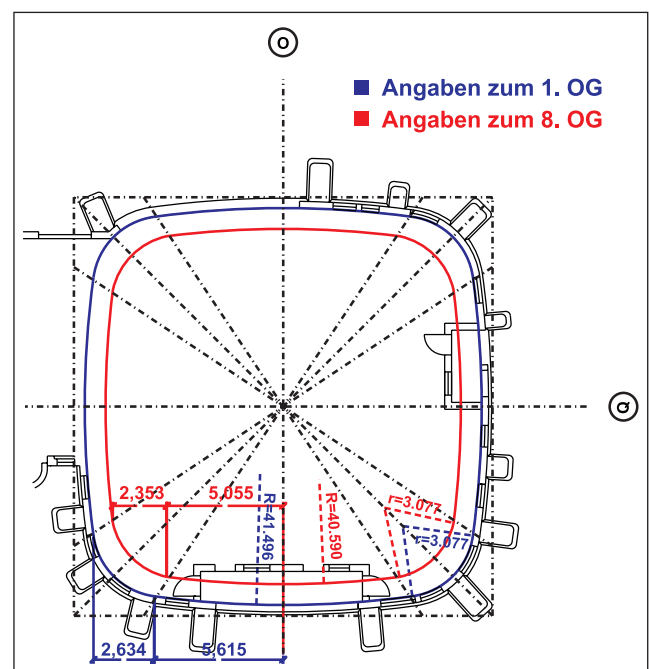 O
Angaben zum 1. OG
Angaben zum 8. OG
Q
2,353
5.055
R=41.496
R=40.590
r=3.077
r=3.077
2,634
5,615